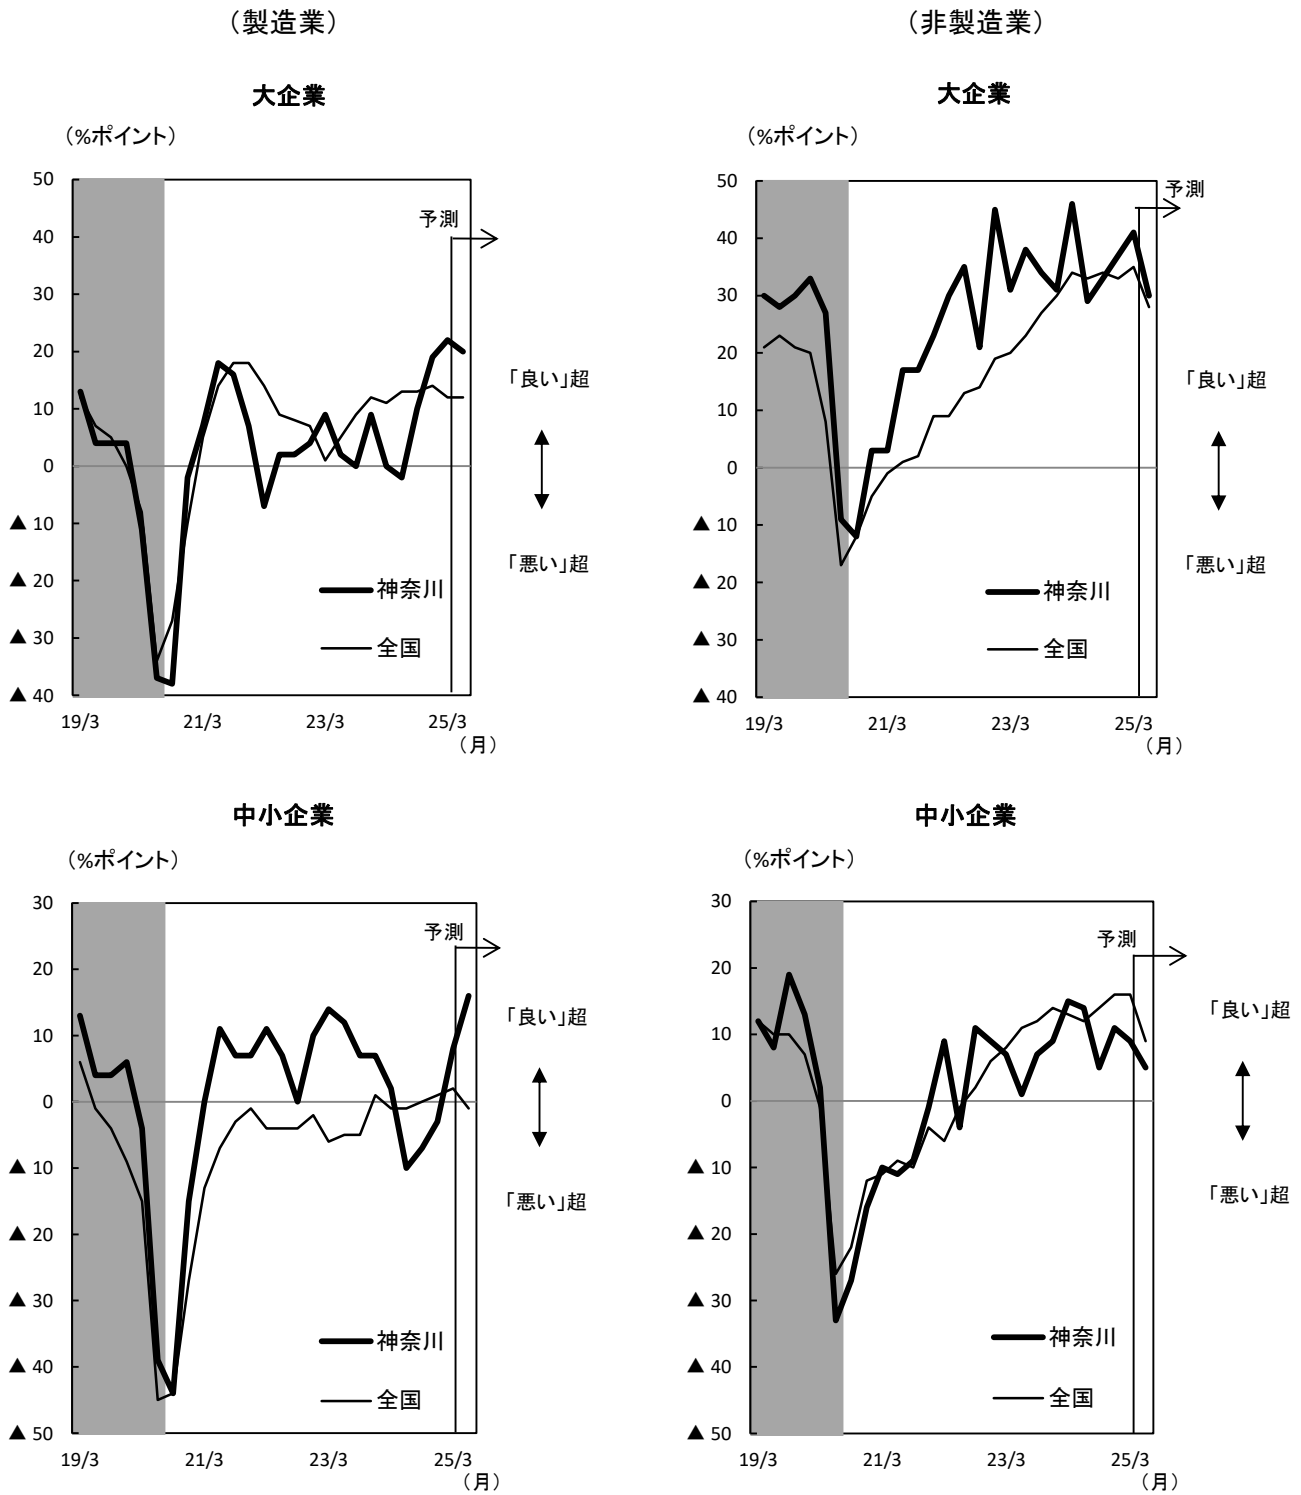 （製造業）
（非製造業）
大企業
（%ポイント）
50
40
30
20
10
0
▲ 10
▲ 20
▲ 30
▲ 40
予測
神奈川
全国
19/3 21/3 23/3 25/3
（月）
「良い」超
「悪い」超
大企業
（%ポイント）
50
40
30
20
10
0
▲ 10
▲ 20
▲ 30
▲ 40
予測
神奈川
全国
19/3 21/3 23/3 25/3
（月）
「良い」超
「悪い」超
中小企業
（%ポイント）
30
20
10
0
▲ 10
▲ 20
▲ 30
▲ 40
▲ 50
予測
神奈川
全国
19/3 21/3 23/3 25/3
（月）
「良い」超
「悪い」超
中小企業
（%ポイント）
30
20
10
0
▲ 10
▲ 20
▲ 30
▲ 40
▲ 50
予測
神奈川
全国
19/3 21/3 23/3 25/3
（月）
「良い」超
「悪い」超